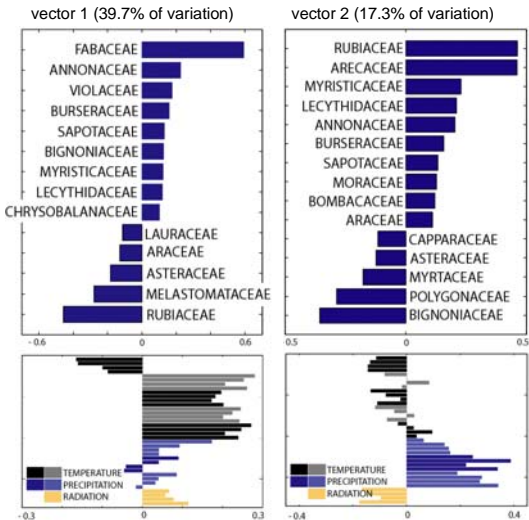 vector 1 (39.7% of variation)
FABACEAE
ANNONACEAE
VIOLACEAE
BURSERACEAE
SAPOTACEAE
BIGNONIACEAE
MYRISTICACEAE
LECYTHIDACEAE
CHRYSOBALANACEAE
LAURACEAE
ARACEAE
ASTERACEAE
MELASTOMATACEAE
RUBIACEAE
-0.6 0 0.6
vector 2 (17.3% of variation)
RUBIACEAE
ARECACEAE
MYRISTICACEAE
LECYTHIDACEAE
ANNONACEAE
BURSERACEAE
SAPOTACEAE
MORACEAE
BOMBACACEAE
ARACEAE
CAPPARACEAE
ASTERACEAE
MYRTACEAE
POLYGONACEAE
BIGNONIACEAE
0 0.5
TEMPERATURE
PRECIPITATION
RADIATION
-0.3 0 0.3
TEMPERATURE
PRECIPITATION
RADIATION
-0.4 0 0.4